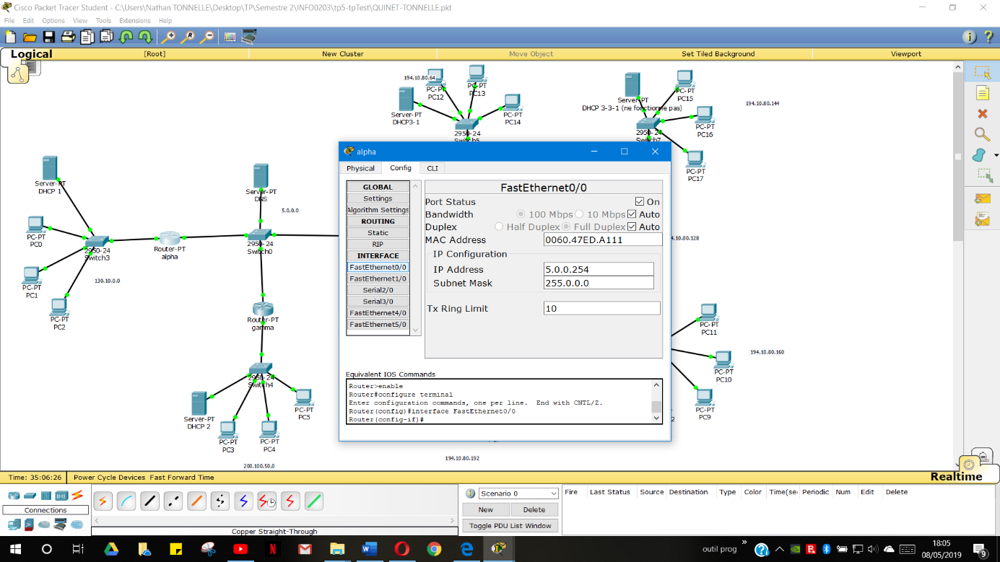 Cisco Packet Tracer Student - C:\Users\Nathan TONNELLE\Desktop\TP\Semestre 2\INFO0203\tp5-tpTest\QUINET-TONNELLE.pkt
File Edit Options View Tools Extensions Help
Logical [Root] New Cluster Move Object Set Tiled Background Viewport
194.10.80.64
PC-PT
PC12
PC-PT
PC13
Server-PT
DHCP3-1
PC-PT
PC14
2950-24
Switch5
Server-PT
DHCP 3-3-1 (ne fonctionne pas)
PC-PT
PC15
194.10.80.144
PC-PT
PC16
2950-24
Switch7
PC-PT
PC17
Server-PT
DHCP 1
Server-PT
DNS
5.0.0.0
PC-PT
PC0
2950-24
Switch3
Router-PT
alpha
2950-24
Switch0
130.10.0.0
PC-PT
PC1
PC-PT
PC2
Router-PT
gamma
2950-24
Switch4
Server-PT
DHCP 2
PC-PT
PC3
PC-PT
PC4
PC-PT
PC5
200.100.50.0
194.10.80.192
.10.80.128
PC-PT
PC11
194.10.80.160
PC-PT
PC10
PC-PT
PC9
2
alpha
Physical Config CLI
GLOBAL
Settings
Algorithm Settings
ROUTING
Static
RIP
INTERFACE
FastEthernet0/0
FastEthernet1/0
Serial2/0
Serial3/0
FastEthernet4/0
FastEthernet5/0
FastEthernet0/0
Port Status On
Bandwidth 100 Mbps 10 Mbps Auto
Duplex Half Duplex Full Duplex Auto
MAC Address 0060.47ED.A111
IP Configuration
IP Address 5.0.0.254
Subnet Mask 255.0.0.0
Tx Ring Limit 10
Equivalent IOS Commands
Router>enable
Router#configure terminal
Enter configuration commands, one per line. End with CNTL/Z.
Router(config)#interface FastEthernet0/0
Router(config-if)#
Time: 35:06:26 Power Cycle Devices Fast Forward Time
Realtime
Connections
Copper Straight-Through
Scenario 0
New Delete
Toggle PDU List Window
Fire Last Status Source Destination Type Color Time(se Periodic Num Edit Delete
outil prog
18:05
08/05/2019
9